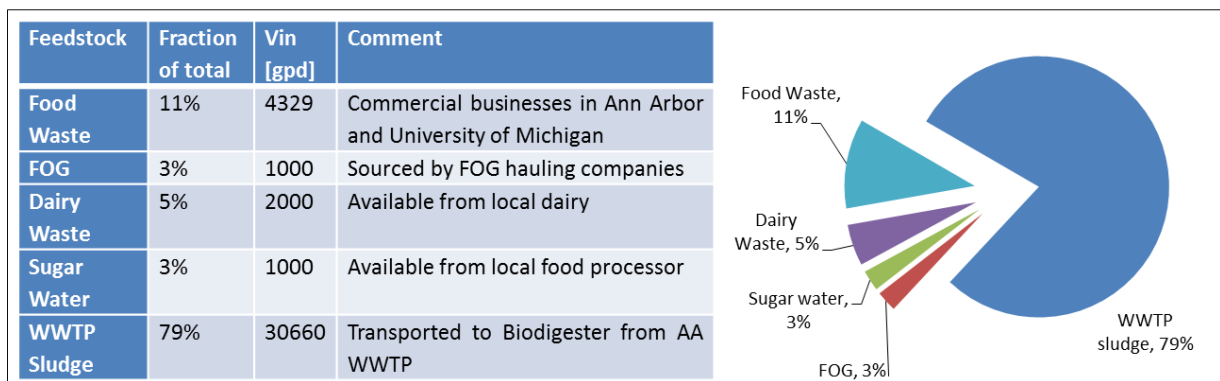 Feedstock Fraction of total Vin [gpd] Comment
Food Waste 11% 4329 Commercial businesses in Ann Arbor and University of Michigan
FOG 3% 1000 Sourced by FOG hauling companies
Dairy Waste 5% 2000 Available from local dairy
Sugar Water 3% 1000 Available from local food processor
WWTP Sludge 79% 30660 Transported to Biodigester from AA WWTP
Food Waste,
11%
Dairy
Waste, 5%
Sugar water,
3%
FOG, 3%
WWTP
sludge, 79%